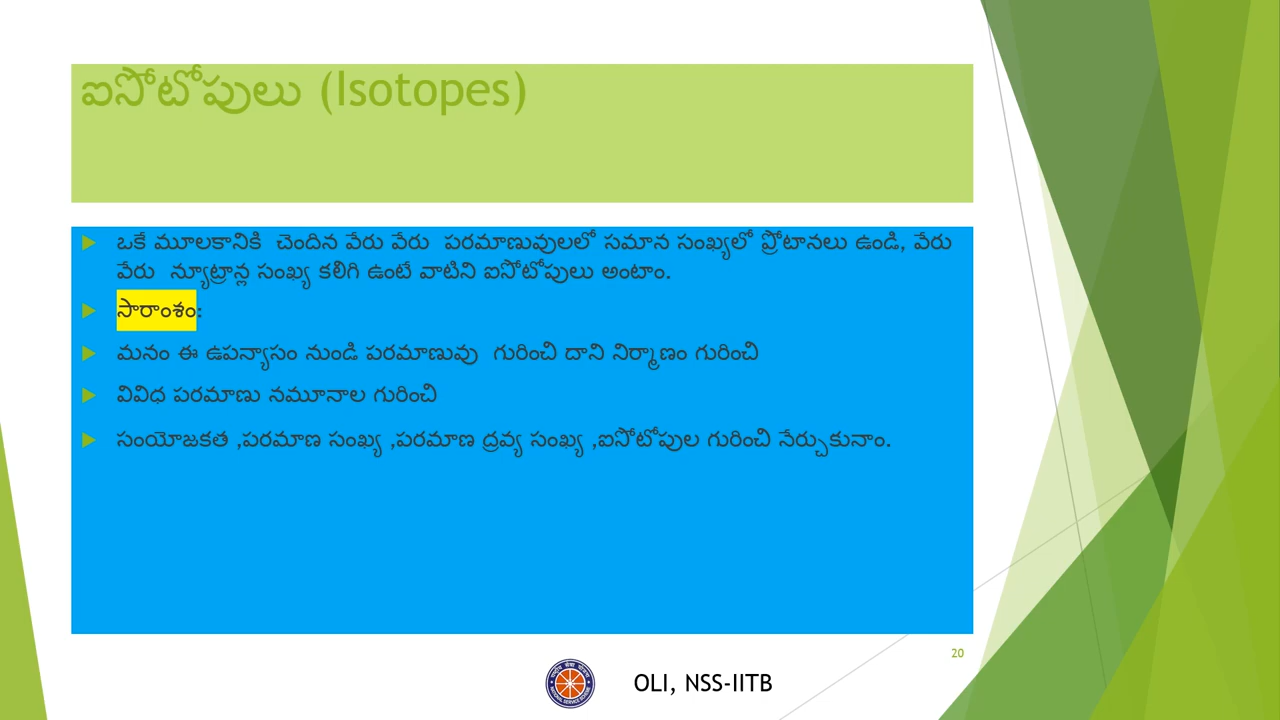 ఐసోటోపులు (Isotopes)
ఒకే మూలకానికి చెందిన వేరు వేరు పరమాణువులలో సమాన సంఖ్యలో ప్రోటానలు ఉండి, వేరు
వేరు న్యూట్రాన్ల సంఖ్య కలిగి ఉంటే వాటిని ఐసోటోపులు అంటాం.
సారాంశం:
మనం ఈ ఉపన్యాసం నుండి పరమాణువు గురించి దాని నిర్మాణం గురించి
వివిధ పరమాణు నమూనాల గురించి
సంయోజకత ,పరమాణ సంఖ్య ,పరమాణ ద్రవ్య సంఖ్య ,ఐసోటోపుల గురించి నేర్చుకునాం.
20
OLI, NSS-IITB